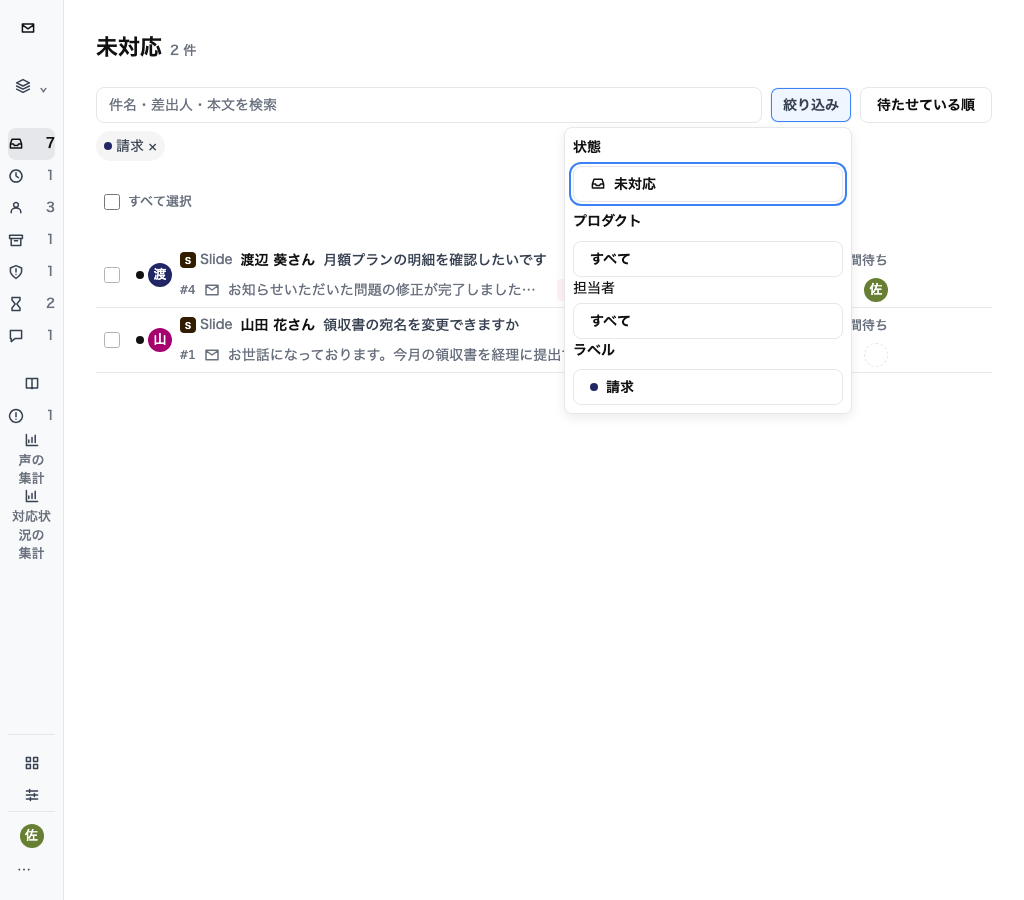 未対応 2 件
件名・差出人・本文を検索
絞り込み
待たせている順
請求 ×
すべて選択
7
1
3
1
1
2
1
1
声の
集計
対応状
況の
集計
佐
…
渡
S Slide 渡辺 葵さん 月額プランの明細を確認したいです
間待ち
#4 お知らせいただいた問題の修正が完了しました…
佐
山
S Slide 山田 花さん 領収書の宛名を変更できますか
間待ち
#1 お世話になっております。今月の領収書を経理に提出
状態
未対応
プロダクト
すべて
担当者
すべて
ラベル
請求